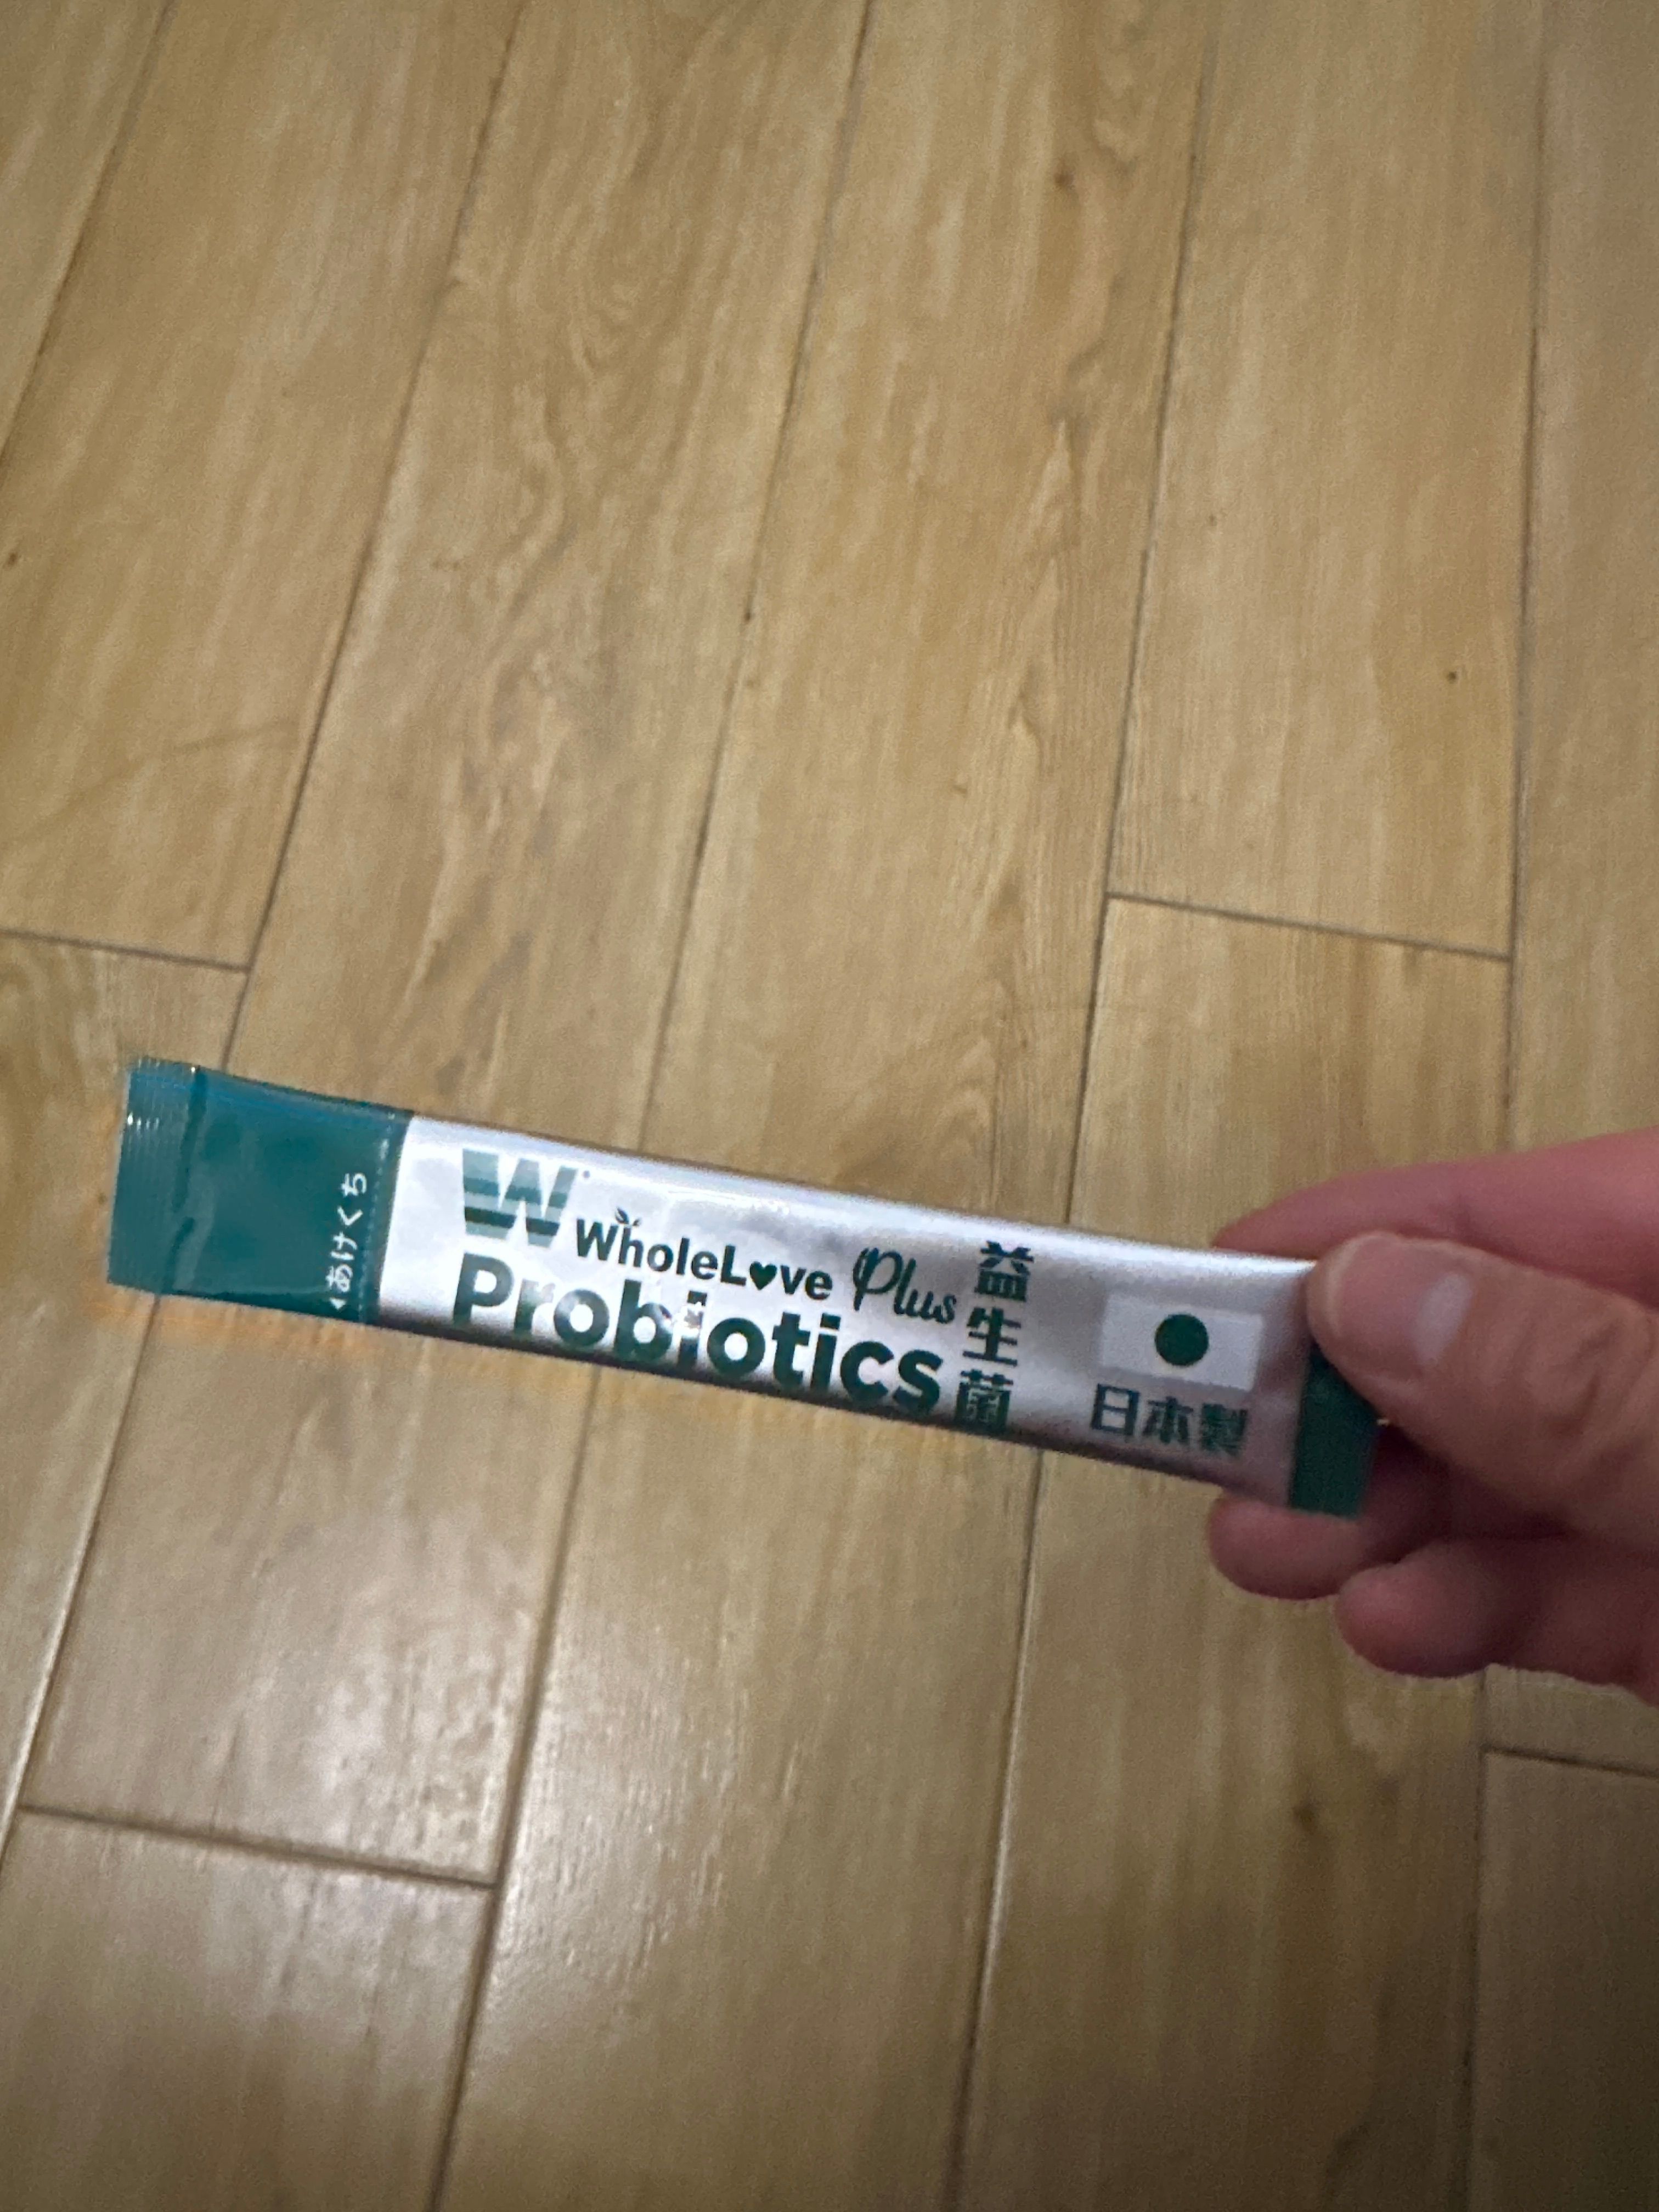 ◂あけくち
W
WholeLove Plus
Probiotics
益生菌
日本製